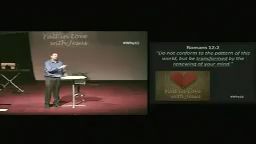 Fall in Love
with Jesus
#IWity12
Romans 12:2
"Do not conform to the pattern of this
world, but be transformed by the
renewing of your mind."
Fall in Love
with Jesus